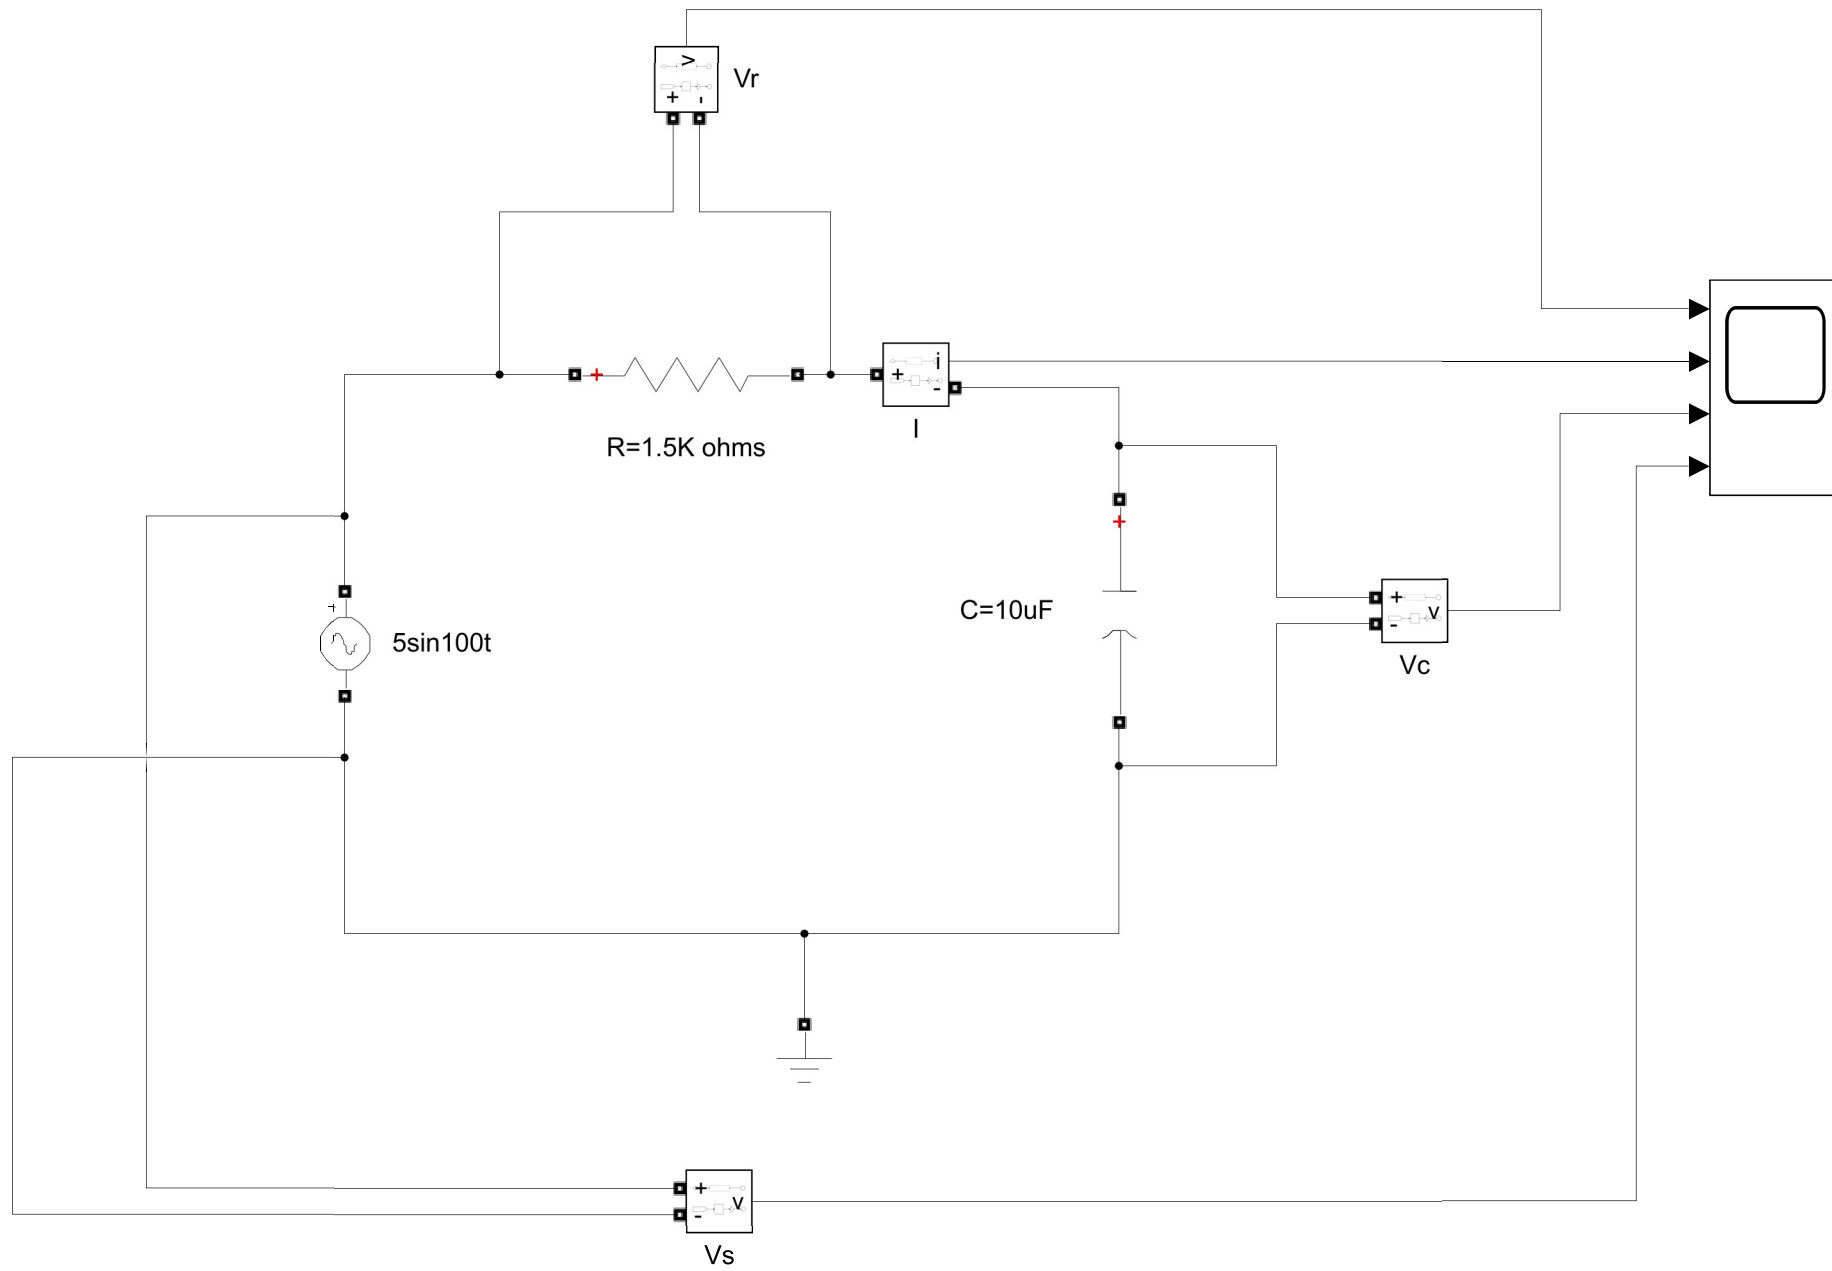 V
+ -
Vr
+
i
+
-
I
R=1.5K ohms
+
C=10uF
+
5sin100t
+
V
-
Vc
+
V
-
Vs